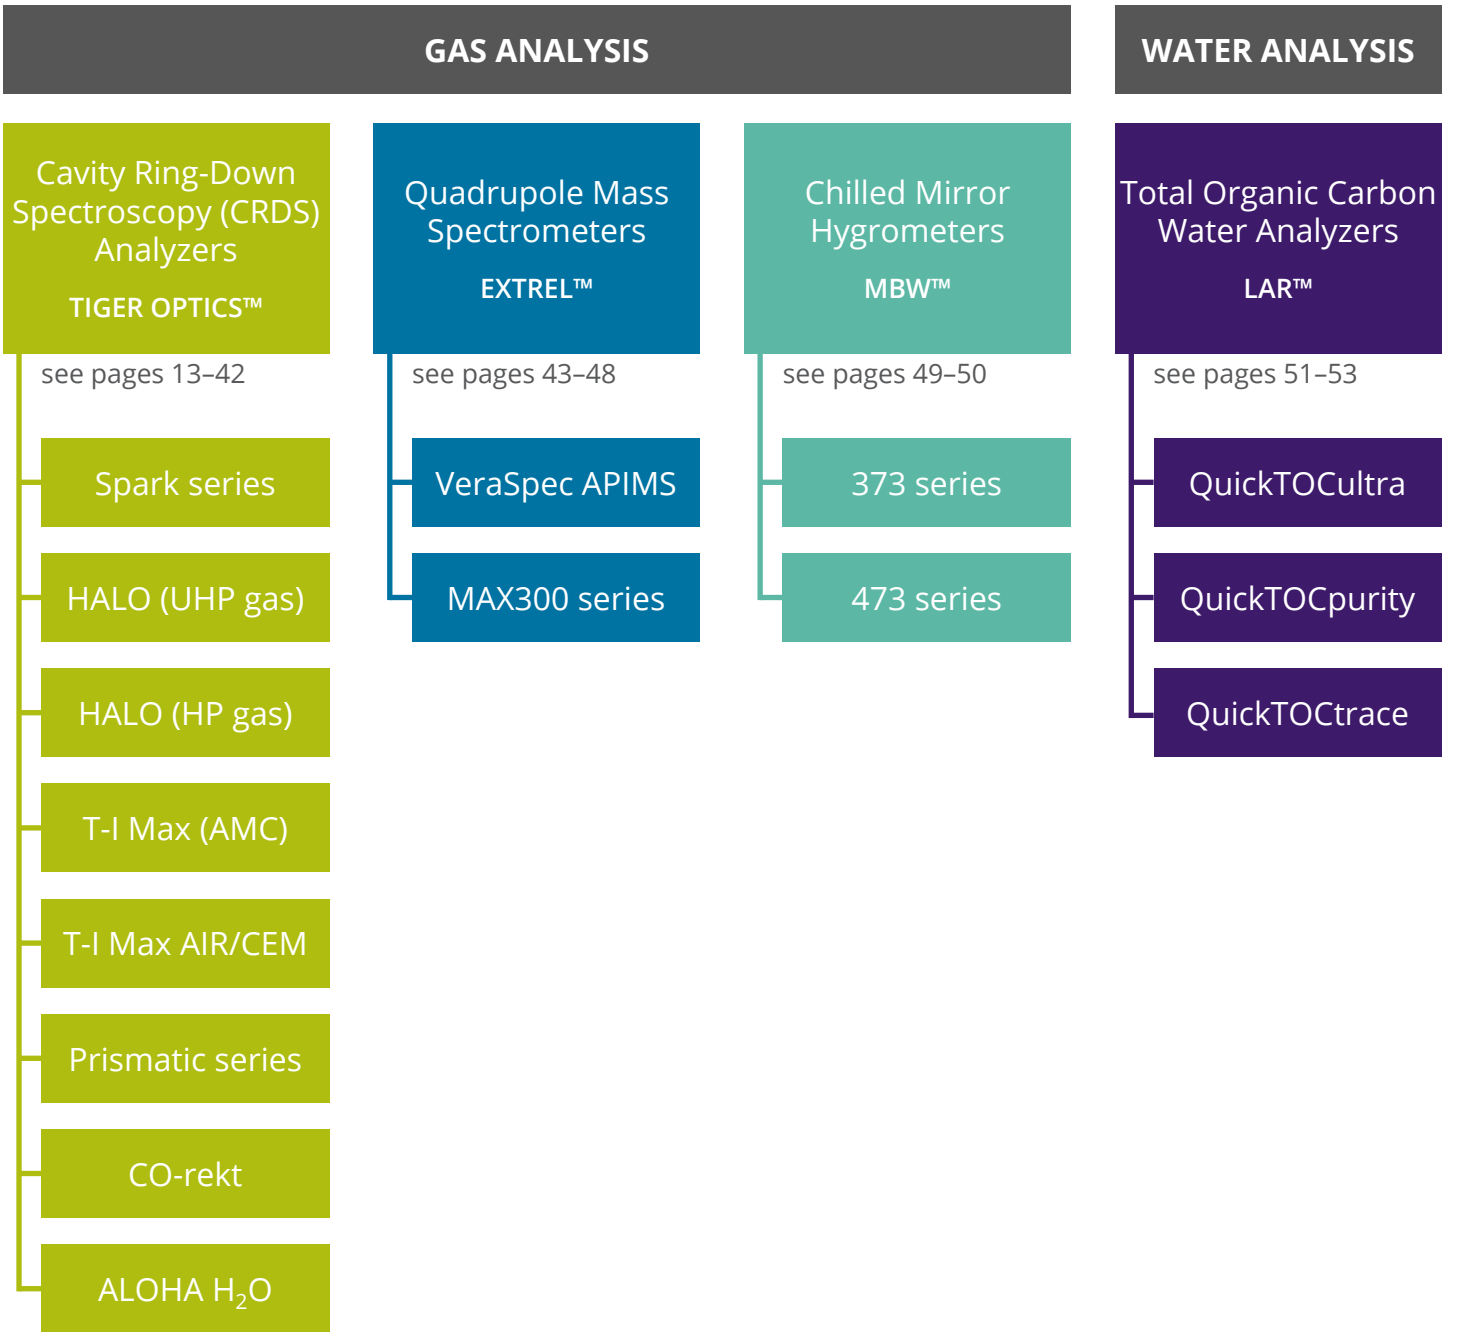 GAS ANALYSIS
WATER ANALYSIS
Cavity Ring-Down
Spectroscopy (CRDS)
Analyzers
TIGER OPTICS™
see pages 13–42
Spark series
HALO (UHP gas)
HALO (HP gas)
T-I Max (AMC)
T-I Max AIR/CEM
Prismatic series
CO-rekt
ALOHA H₂O
Quadrupole Mass
Spectrometers
EXTREL™
see pages 43–48
VeraSpec APIMS
MAX300 series
Chilled Mirror
Hygrometers
MBW™
see pages 49–50
373 series
473 series
Total Organic Carbon
Water Analyzers
LAR™
see pages 51–53
QuickTOCultra
QuickTOCpurity
QuickTOCtrace